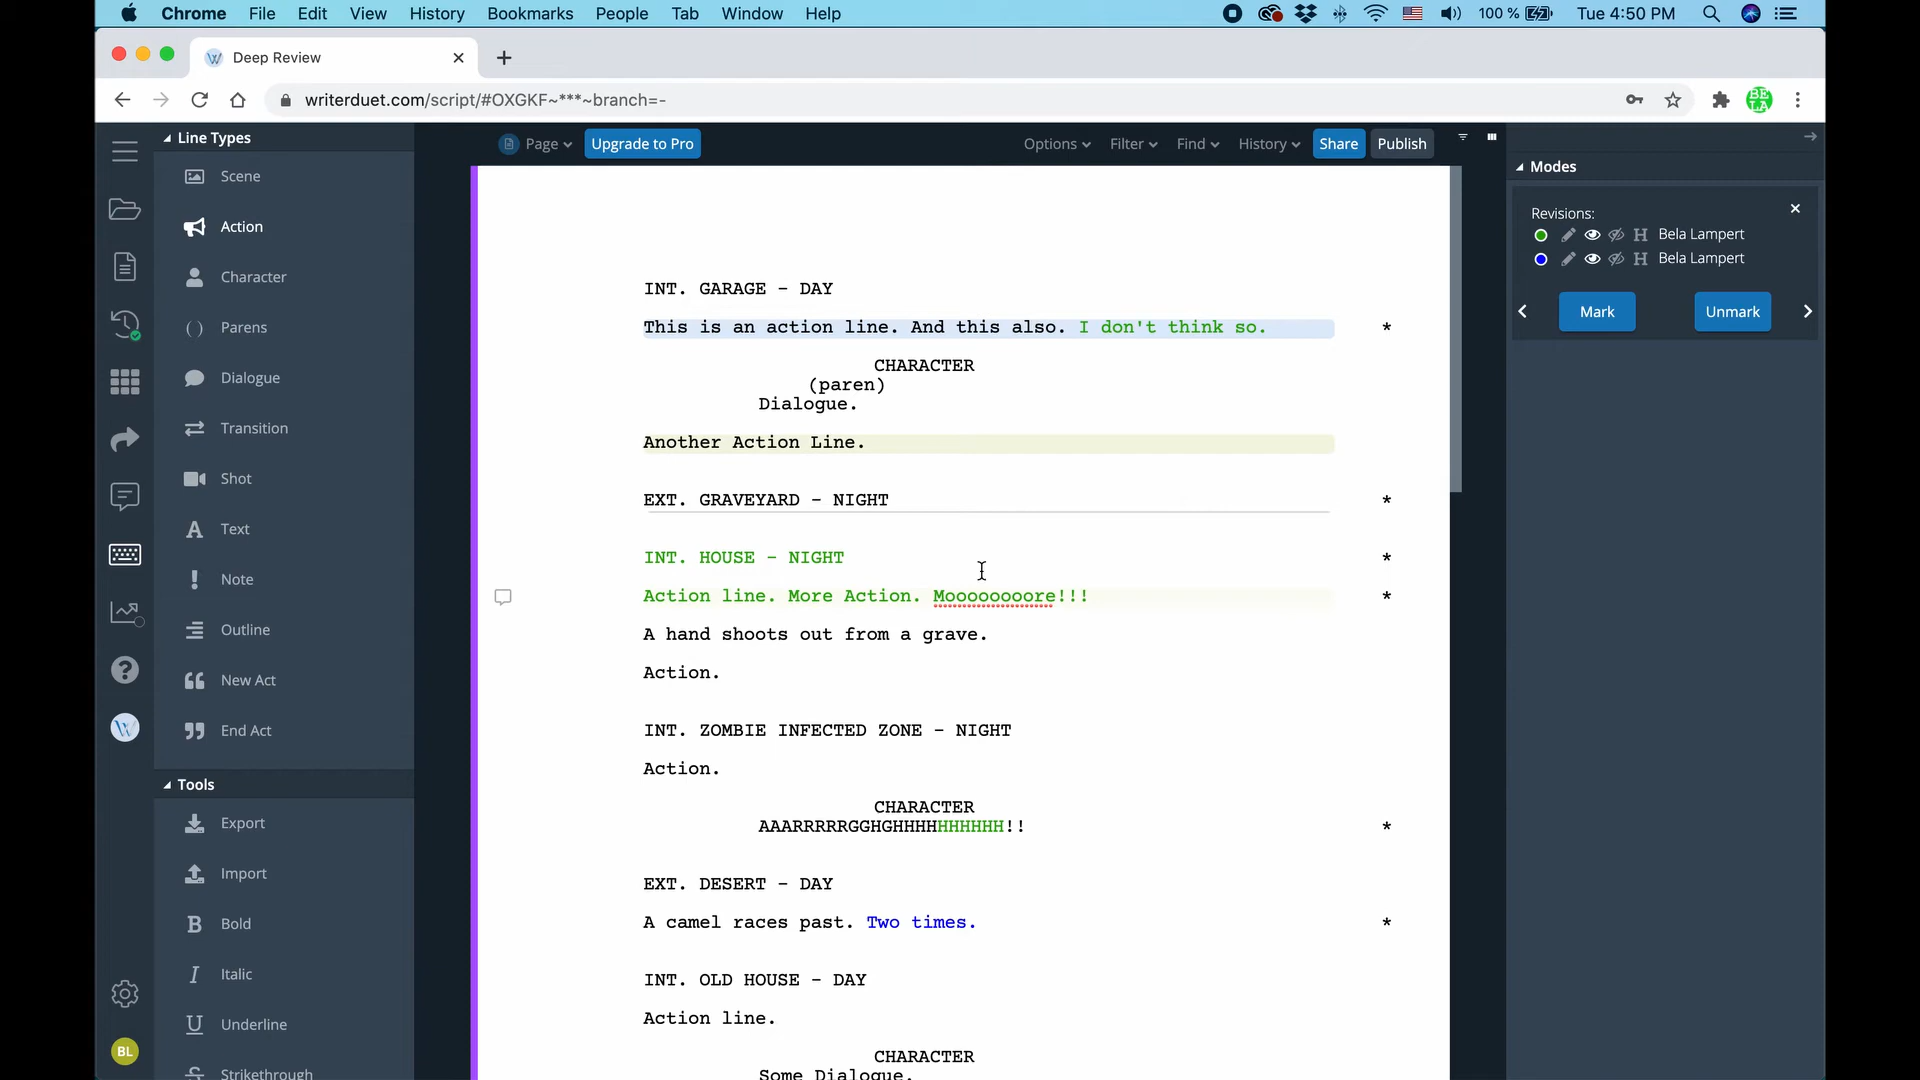 Chrome File Edit View History Bookmarks People Tab Window Help 100 % Tue 4:50 PM
Deep Review
writerduet.com/script/#OXGKF~***~branch=-
BE
LA
Line Types
Scene
Action
Character
Parens
Dialogue
Transition
Shot
Text
Note
Outline
New Act
End Act
Tools
Export
Import
Bold
Italic
Underline
Strikethrough
BL
Page Upgrade to Pro Options Filter Find History Share Publish
INT. GARAGE - DAY
This is an action line. And this also. I don't think so. *
CHARACTER
(paren)
Dialogue.
Another Action Line.
EXT. GRAVEYARD - NIGHT *
INT. HOUSE - NIGHT *
Action line. More Action. Mooooooooore!!! *
A hand shoots out from a grave.
Action.
INT. ZOMBIE INFECTED ZONE - NIGHT
Action.
CHARACTER
AAARRRRRGGHGHHHHHHHHHH!! *
EXT. DESERT - DAY
A camel races past. Two times. *
INT. OLD HOUSE - DAY
Action line.
CHARACTER
Some Dialogue.
Modes
Revisions:
H Bela Lampert
H Bela Lampert
Mark Unmark